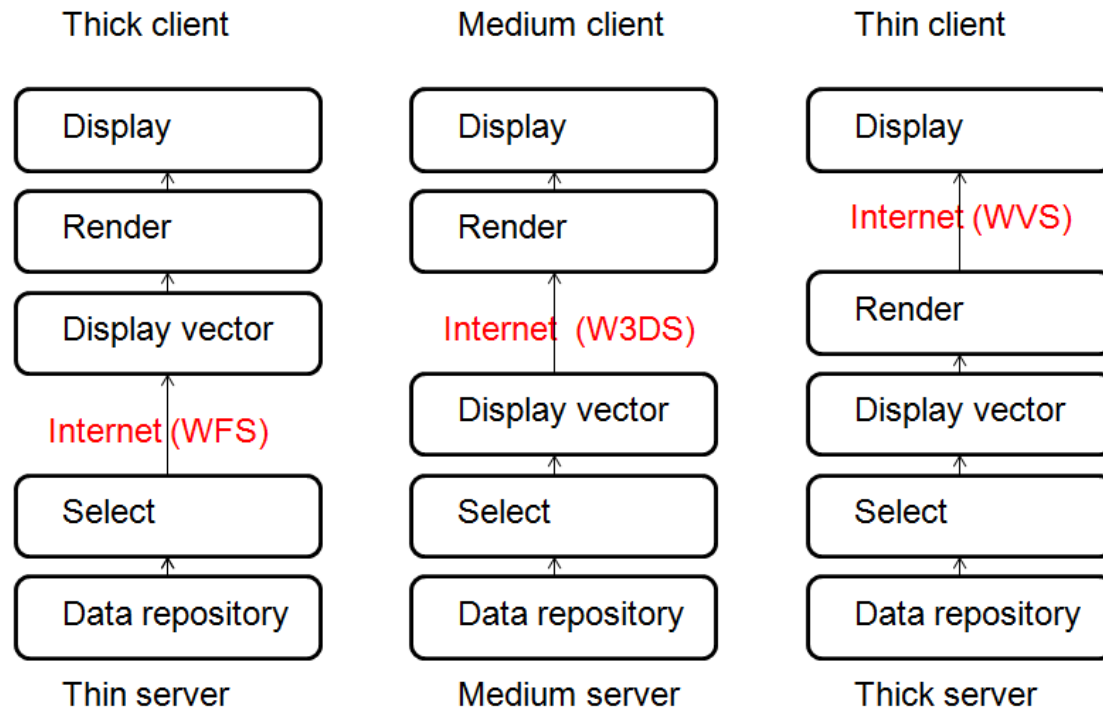 Thick client
Display
Render
Display vector
Internet (WFS)
Select
Data repository
Thin server
Medium client
Display
Render
Internet (W3DS)
Display vector
Select
Data repository
Medium server
Thin client
Display
Internet (WVS)
Render
Display vector
Select
Data repository
Thick server